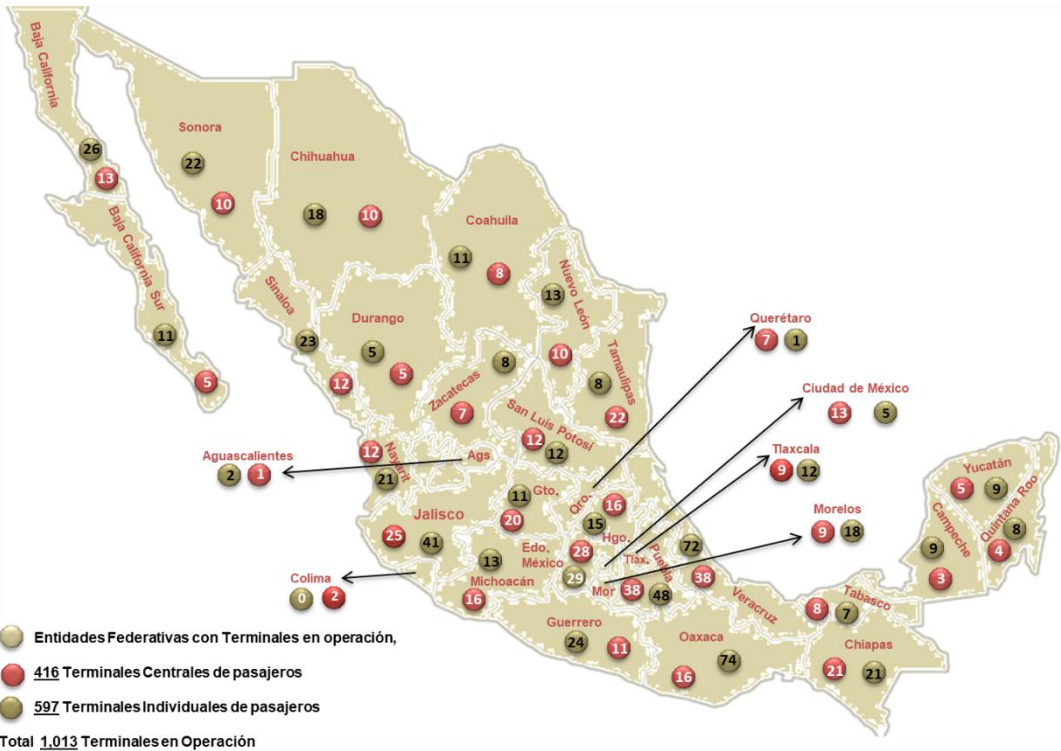 Baja California
26
13
Sonora
22
10
Chihuahua
18
10
Coahuila
11
8
Nuevo León
13
10
Baja California Sur
11
5
Sinaloa
23
12
Durango
5
5
Zacatecas
8
7
Tamaulipas
8
22
San Luis Potosí
12
12
Querétaro
7 1
Ciudad de México
13 5
Tlaxcala
9 12
Morelos
9 18
Aguascalientes
2 1
Ags.
Nayarit
12
21
Jalisco
25 41
Gto.
11
20
Qro.
16
15
Hgo.
Edo.
México
28
29
Tlax.
Mor
Puebla
38
48
Veracruz
72
38
Michoacán
13
16
Colima
0 2
Guerrero
24 11
Oaxaca
16 74
Yucatán
5 9
Quintana Roo
8
4
Campeche
9
3
Tabasco
8 7
Chiapas
21 21
Entidades Federativas con Terminales en operación,
416 Terminales Centrales de pasajeros
597 Terminales Individuales de pasajeros
Total 1,013 Terminales en Operación